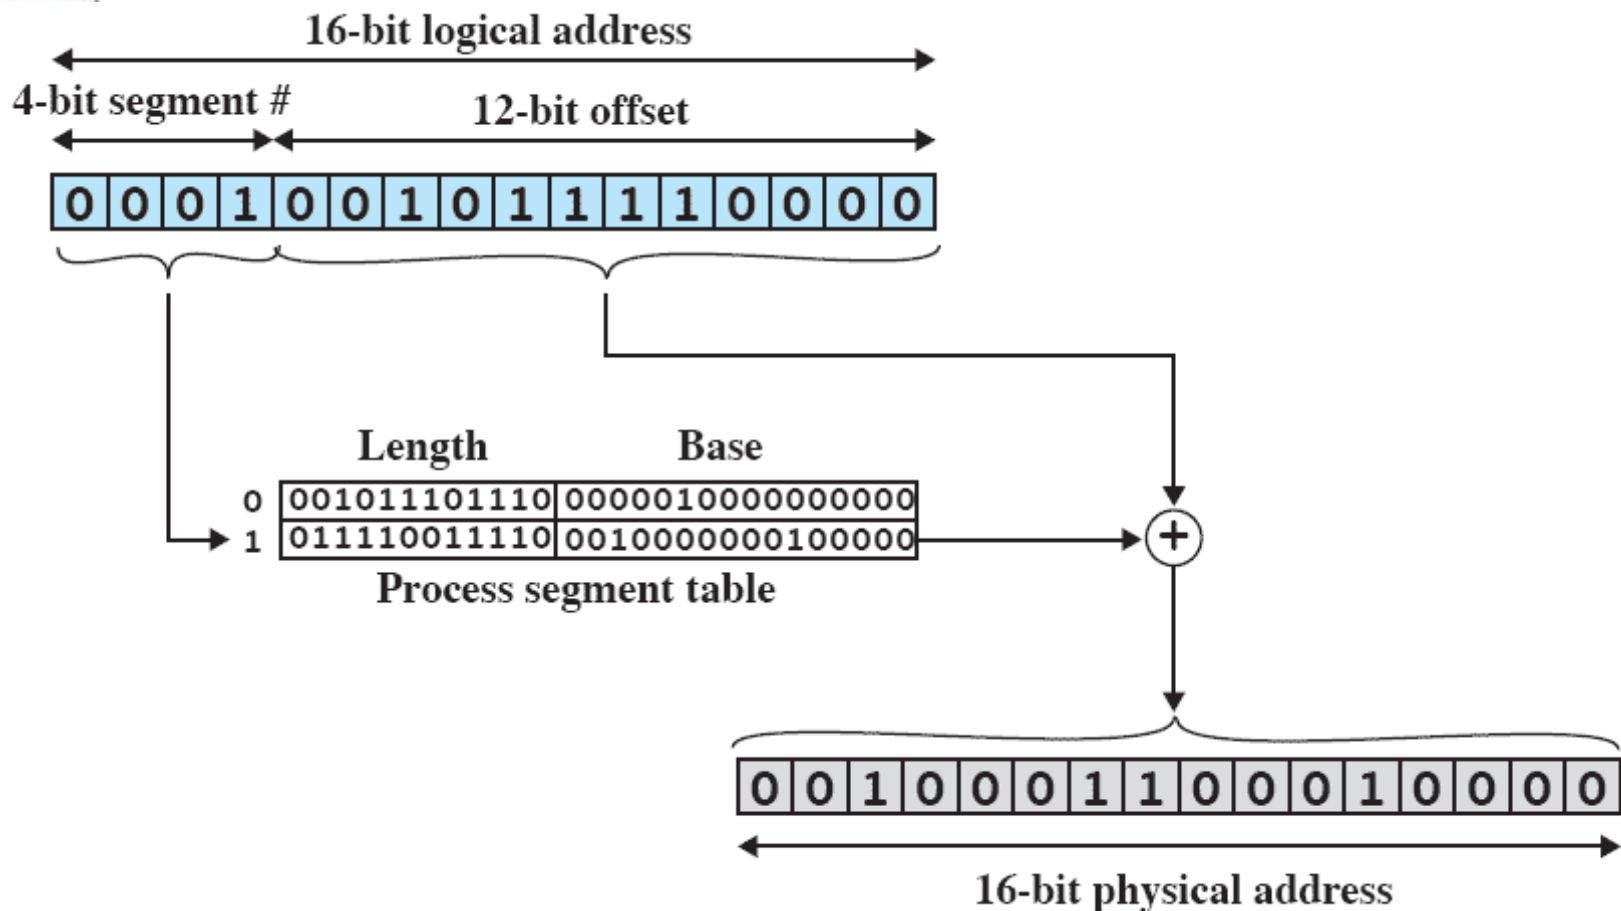 16-bit logical address
4-bit segment #
12-bit offset
0 0 0 1 0 0 1 0 1 1 1 1 0 0 0 0
Length Base
0 001011101110 0000010000000000
1 011110011110 0010000000100000
+
Process segment table
0 0 1 0 0 0 1 1 0 0 0 1 0 0 0 0
16-bit physical address